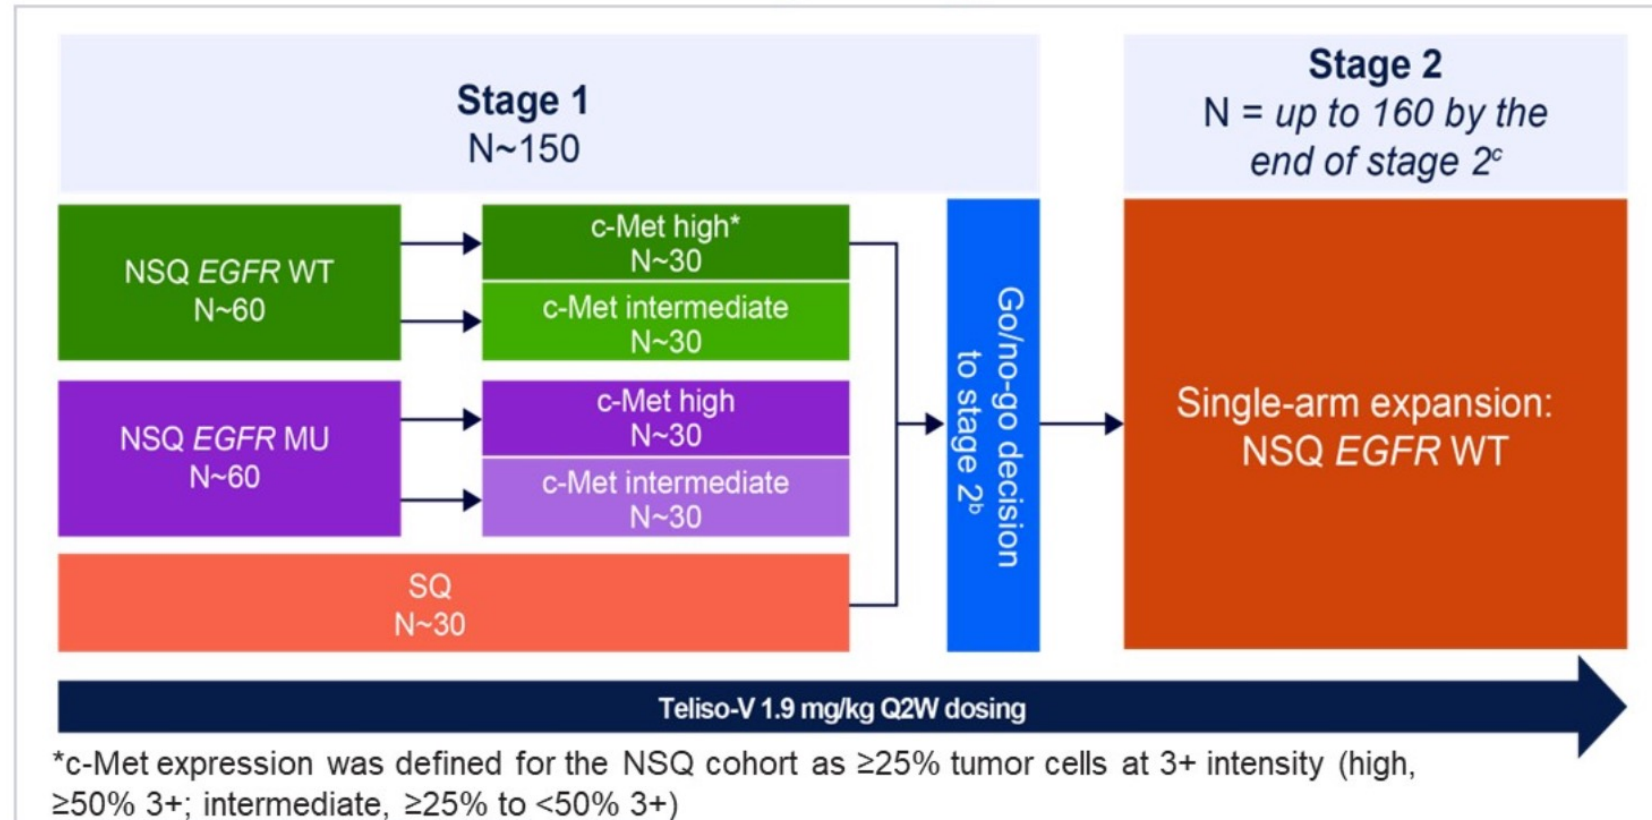 Stage 1
N~150
Stage 2
N = up to 160 by the
end of stage 2ᶜ
NSQ EGFR WT
N~60
c-Met high*
N~30
c-Met intermediate
N~30
NSQ EGFR MU
N~60
c-Met high
N~30
c-Met intermediate
N~30
SQ
N~30
Go/no-go decision
to stage 2ᵇ
Single-arm expansion:
NSQ EGFR WT
Teliso-V 1.9 mg/kg Q2W dosing
*c-Met expression was defined for the NSQ cohort as ≥25% tumor cells at 3+ intensity (high,
≥50% 3+; intermediate, ≥25% to <50% 3+)